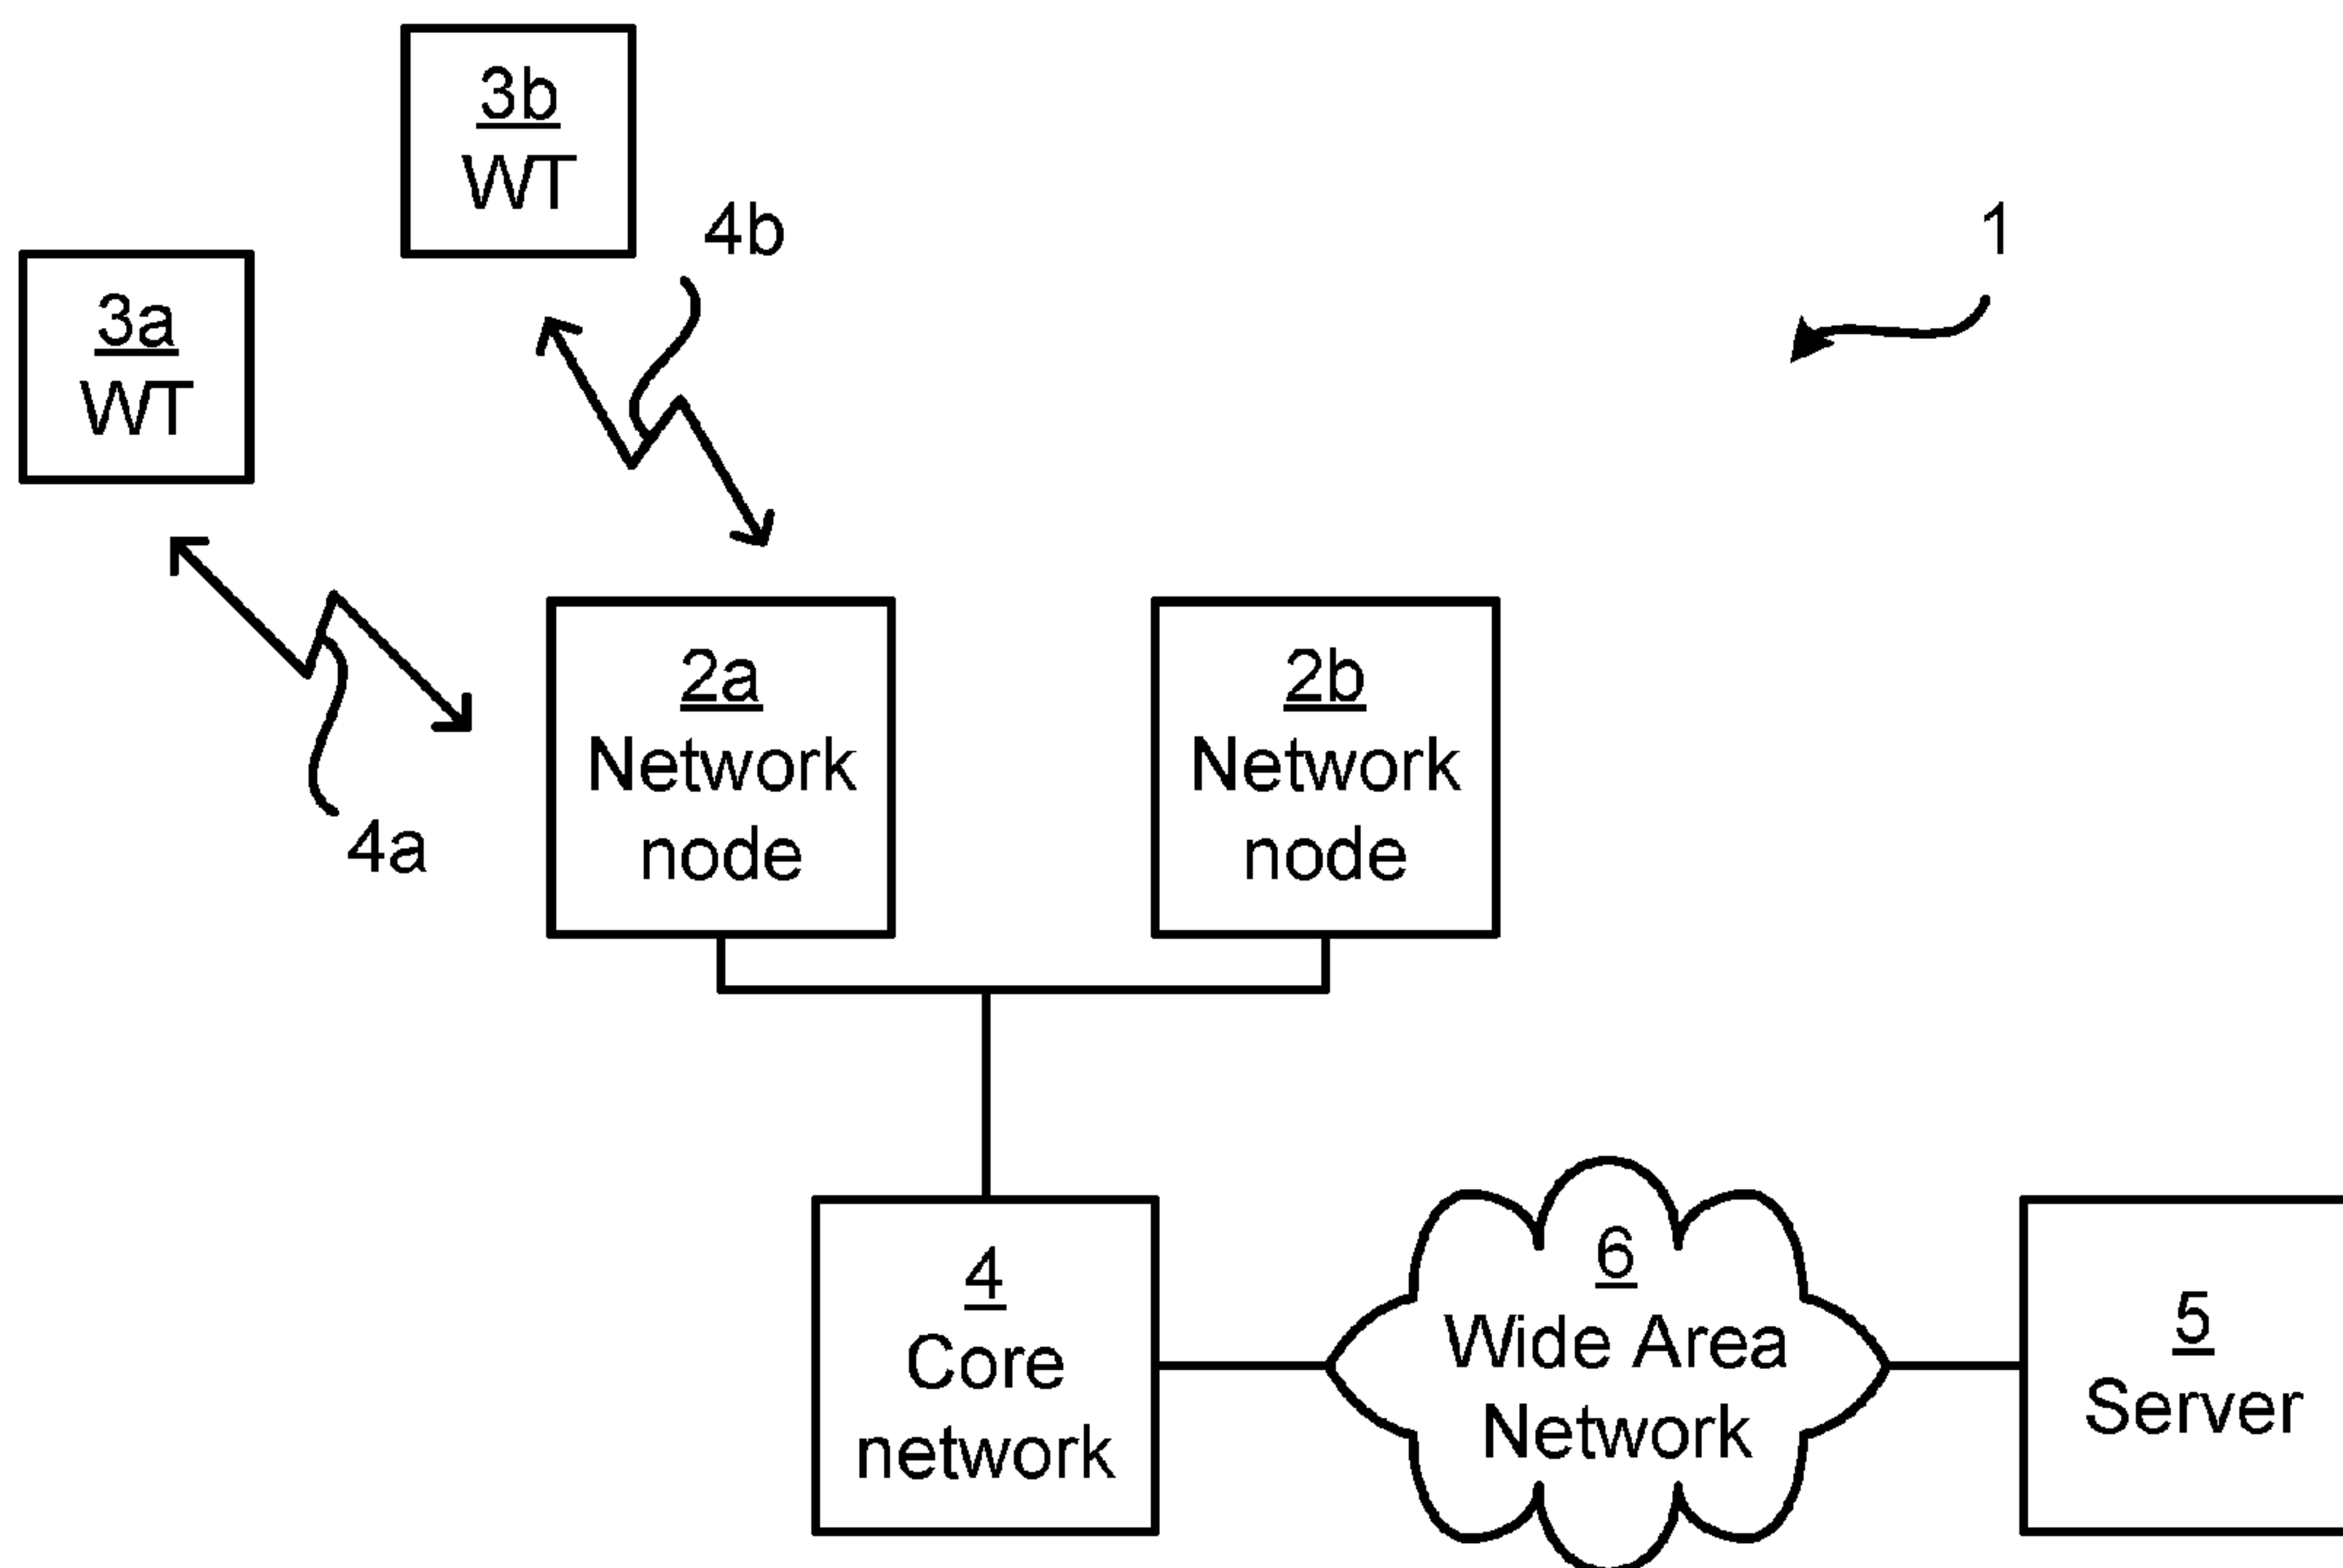 3b
WT
4b
1
3a
WT
2a
Network
node
2b
Network
node
4a
4
Core
network
6
Wide Area
Network
5
Server